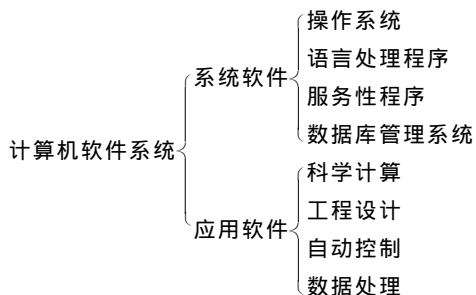 操作系统
语言处理程序
系统软件
服务性程序
数据库管理系统
计算机软件系统
科学计算
工程设计
应用软件
自动控制
数据处理